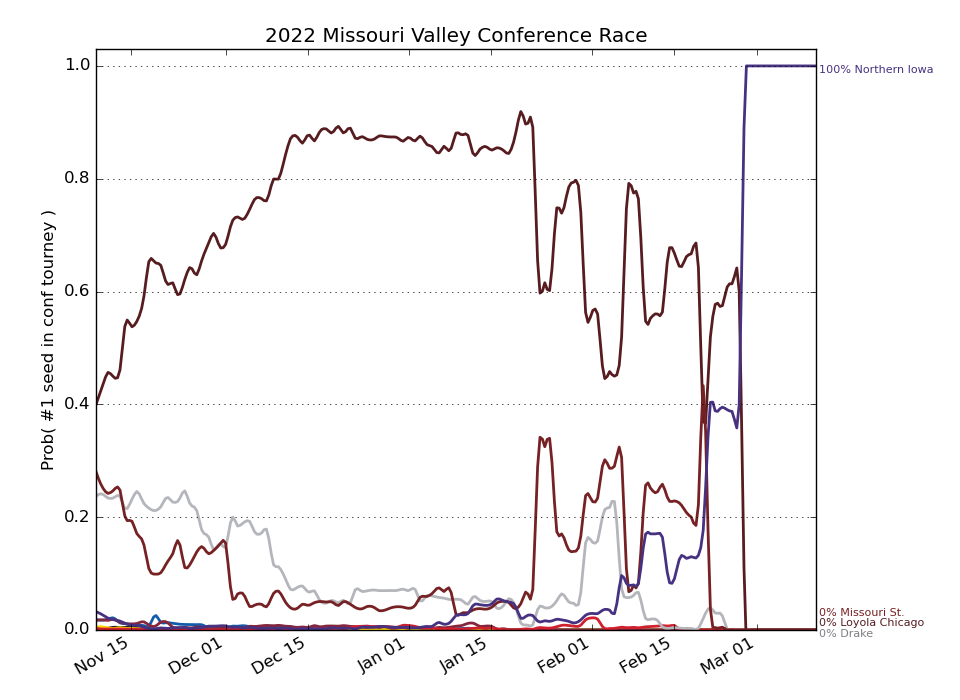 2022 Missouri Valley Conference Race
Prob( #1 seed in conf tourney )
1.0
0.8
0.6
0.4
0.2
0.0
Nov 15
Dec 01
Dec 15
Jan 01
Jan 15
Feb 01
Feb 15
Mar 01
100% Northern Iowa
0% Missouri St.
0% Loyola Chicago
0% Drake